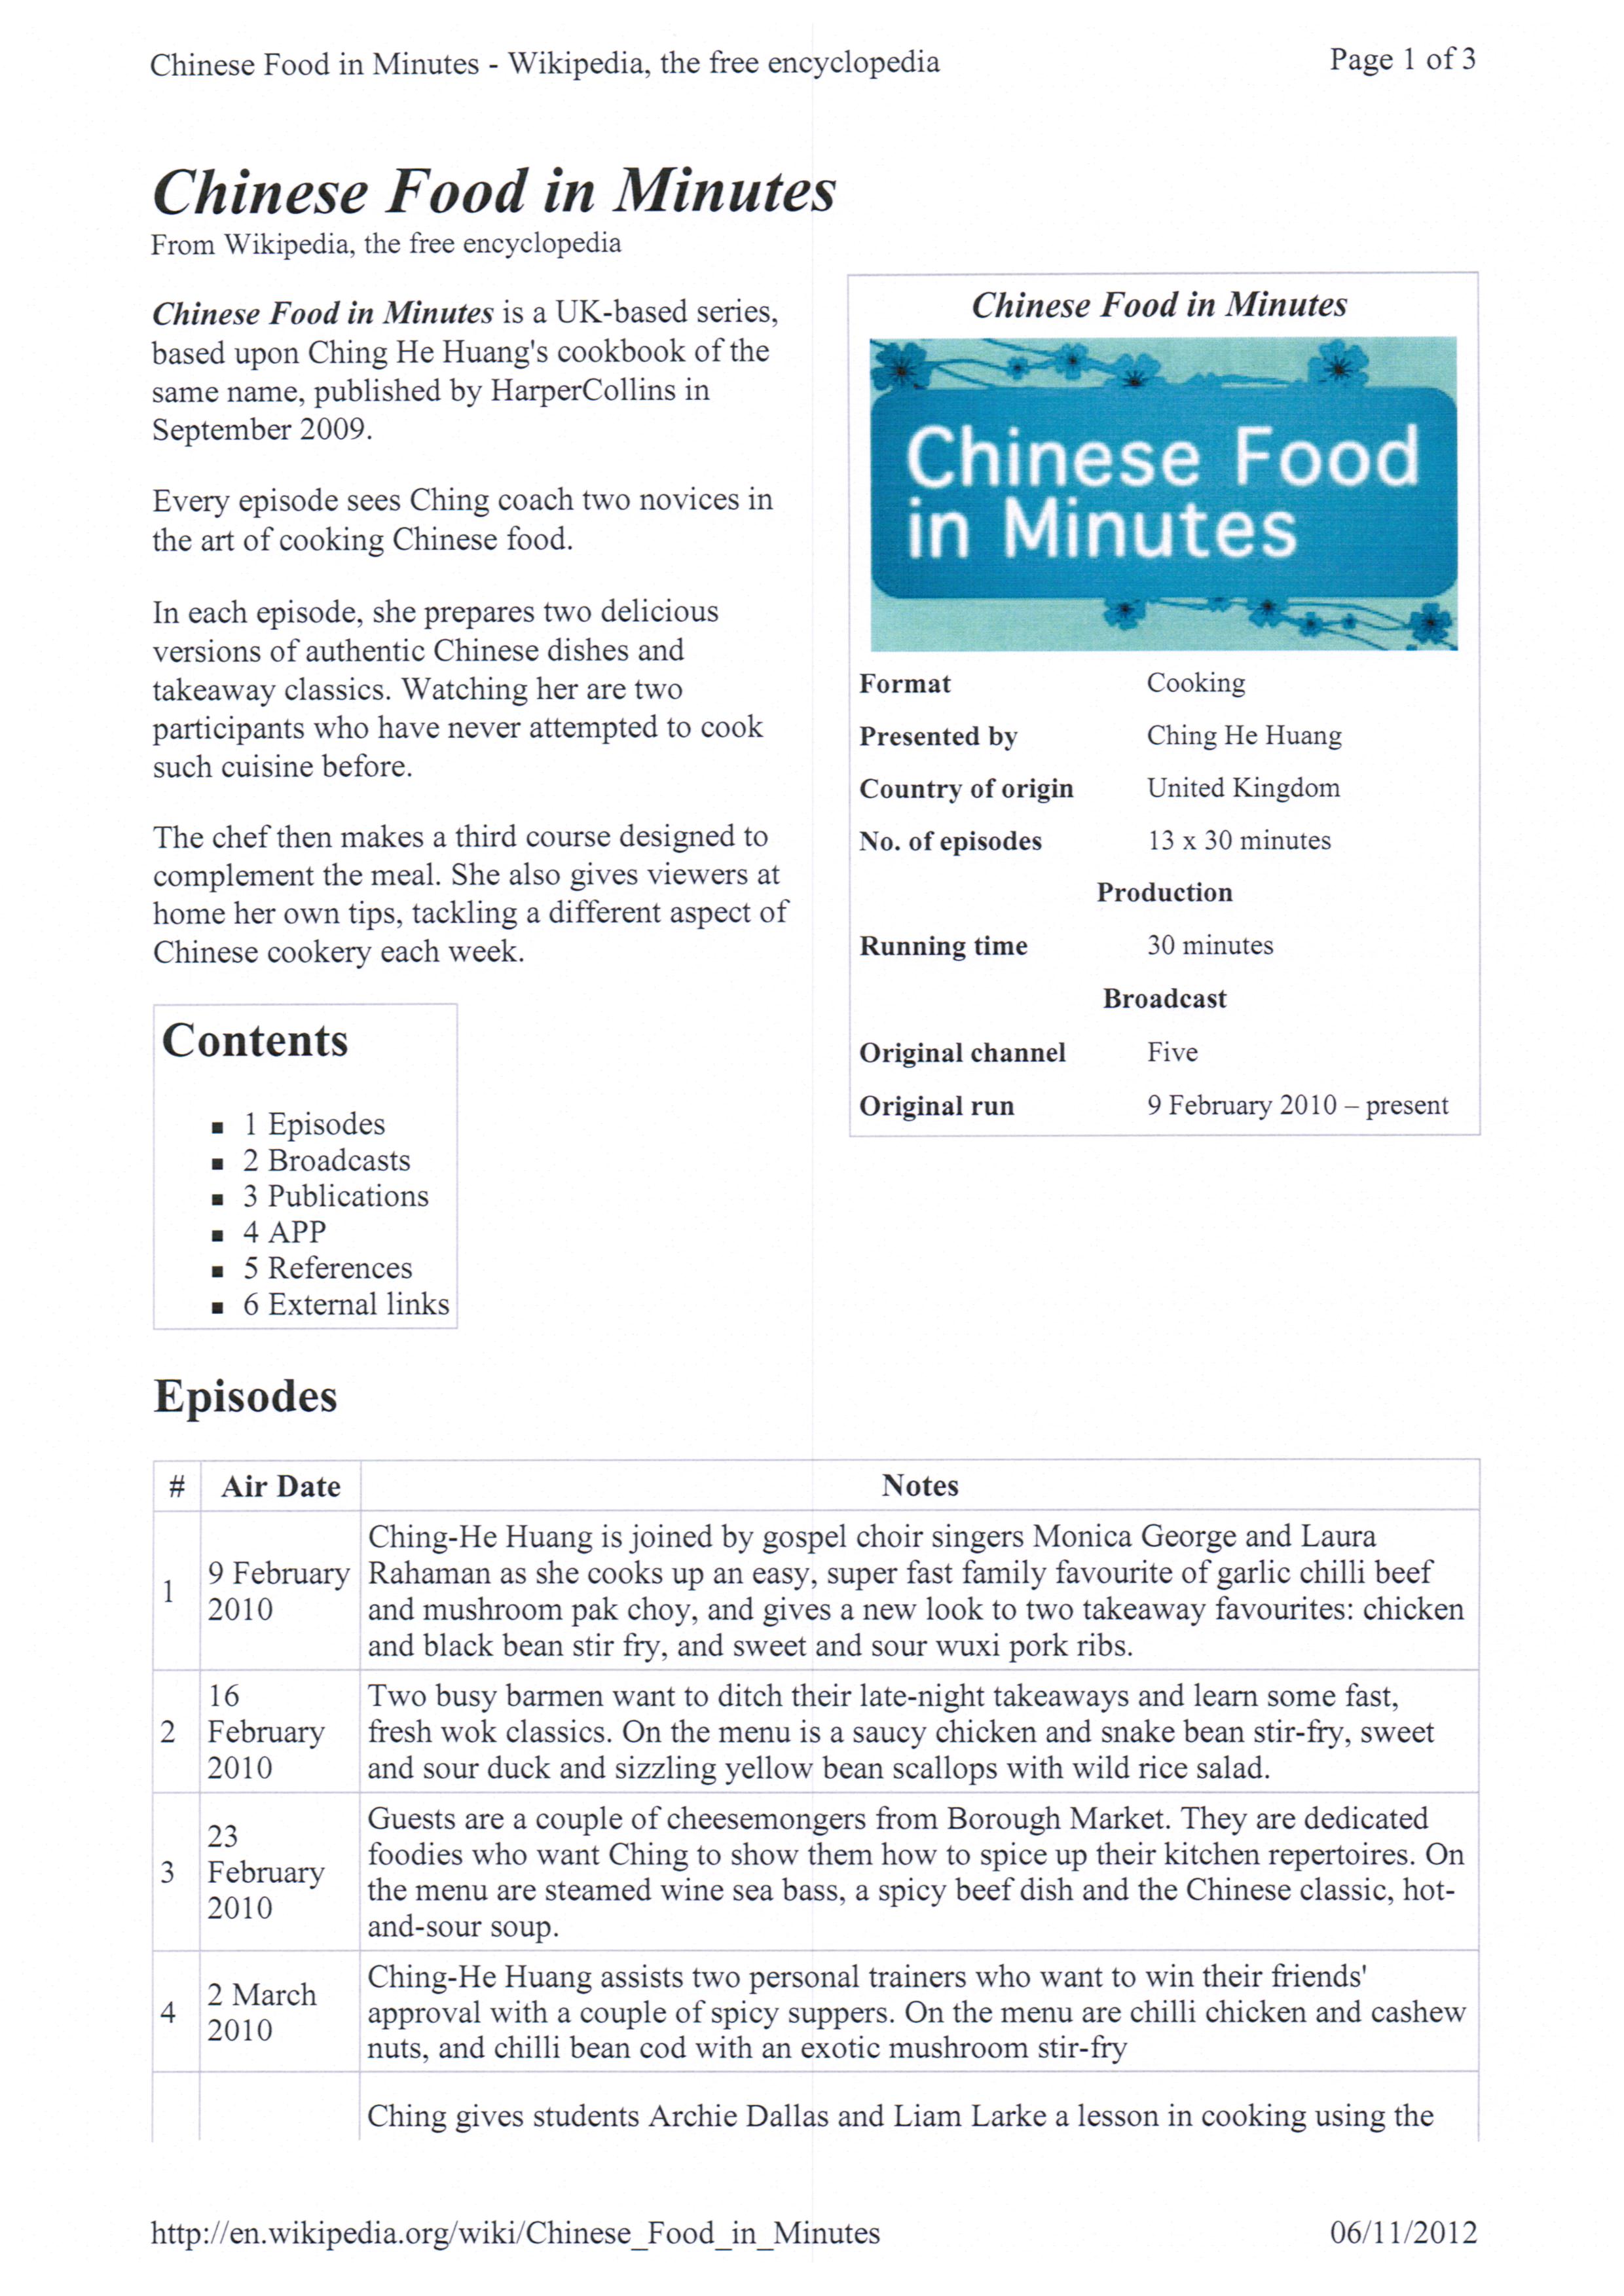 Chinese Food in Minutes - Wikipedia, the free encyclopedia
Page 1 of 3
Chinese Food in Minutes
From Wikipedia, the free encyclopedia
Chinese Food in Minutes is a UK-based series,
based upon Ching He Huang's cookbook of the
same name, published by HarperCollins in
September 2009.
Every episode sees Ching coach two novices in
the art of cooking Chinese food.
In each episode, she prepares two delicious
versions of authentic Chinese dishes and
takeaway classics. Watching her are two
participants who have never attempted to cook
such cuisine before.
The chef then makes a third course designed to
complement the meal. She also gives viewers at
home her own tips, tackling a different aspect of
Chinese cookery each week.
Chinese Food in Minutes
Chinese Food
in Minutes
Format Cooking
Presented by Ching He Huang
Country of origin United Kingdom
No. of episodes 13 x 30 minutes
Production
Running time 30 minutes
Broadcast
Original channel Five
Original run 9 February 2010 – present
Contents
▪ 1 Episodes
▪ 2 Broadcasts
▪ 3 Publications
▪ 4 APP
▪ 5 References
▪ 6 External links
Episodes
# Air Date Notes
1
9 February
2010
Ching-He Huang is joined by gospel choir singers Monica George and Laura
Rahaman as she cooks up an easy, super fast family favourite of garlic chilli beef
and mushroom pak choy, and gives a new look to two takeaway favourites: chicken
and black bean stir fry, and sweet and sour wuxi pork ribs.
2
16
February
2010
Two busy barmen want to ditch their late-night takeaways and learn some fast,
fresh wok classics. On the menu is a saucy chicken and snake bean stir-fry, sweet
and sour duck and sizzling yellow bean scallops with wild rice salad.
3
23
February
2010
Guests are a couple of cheesemongers from Borough Market. They are dedicated
foodies who want Ching to show them how to spice up their kitchen repertoires. On
the menu are steamed wine sea bass, a spicy beef dish and the Chinese classic, hot-
and-sour soup.
4
2 March
2010
Ching-He Huang assists two personal trainers who want to win their friends'
approval with a couple of spicy suppers. On the menu are chilli chicken and cashew
nuts, and chilli bean cod with an exotic mushroom stir-fry
Ching gives students Archie Dallas and Liam Larke a lesson in cooking using the
http://en.wikipedia.org/wiki/Chinese_Food_in_Minutes
06/11/2012